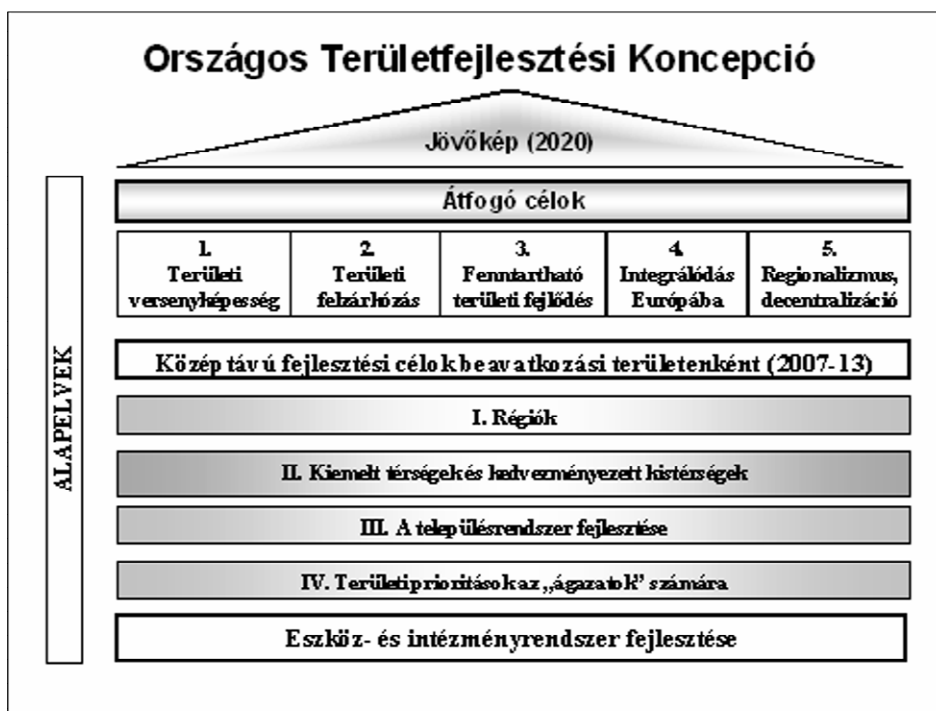 Országos Területfejlesztési Koncepció
Jövőkép (2020)
ALAPELVEK
Átfogó célok
1.
Területi
versenyképesség
2.
Területi
felzárkózás
3.
Fenntartható
területi fejlődés
4.
Integrálódás
Európába
5.
Regionalizmus,
decentralizáció
Közép távú fejlesztési célok beavatkozási területenként (2007-13)
I. Régiók
II. Kiemelt térségek és kedvezményezett kistérségek
III. A településrendszer fejlesztése
IV. Területi prioritások az „ágazatok” számára
Eszköz- és intézményrendszer fejlesztése